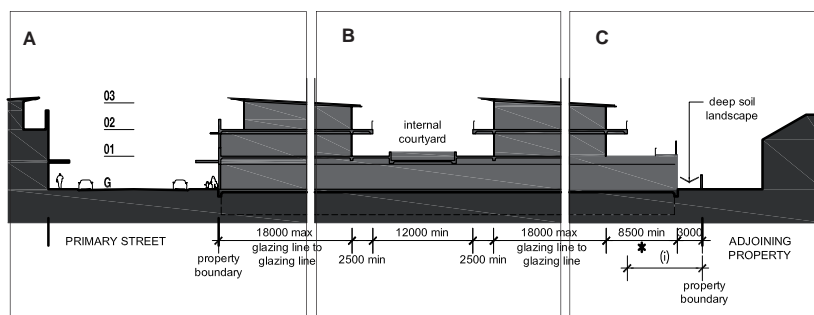 A
B
C
03
02
01
G
internal
courtyard
deep soil
landscape
PRIMARY STREET
property
boundary
18000 max
glazing line to
glazing line
2500 min
12000 min
2500 min
18000 max
glazing line to
glazing line
8500 min
*
(i)
3000
property
boundary
ADJOINING
PROPERTY